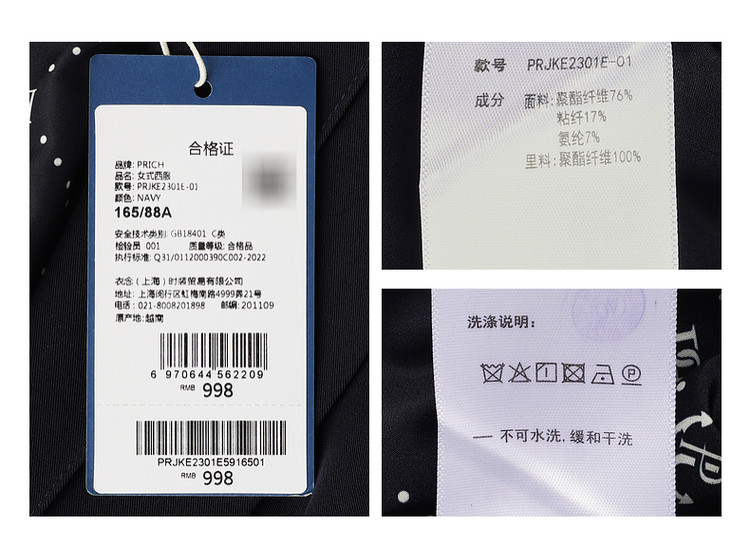 合格证
品牌: PRICH
品名: 女式西服
款号: PRJKE2301E-01
颜色: NAVY
165/88A
安全技术类别: GB18401 C类
检验员 001 质量等级: 合格品
执行标准: Q31/0112000390C002-2022
衣念（上海）时装贸易有限公司
地址: 上海闵行区虹梅南路4999弄21号
电话: 021-8008201898 邮编: 201109
原产地: 越南
6 970644 562209
RMB 998
PRJKE2301E5916501
RMB 998
款号 PRJKE2301E-01
成分 面料: 聚酯纤维76%
粘纤17%
氨纶7%
里料: 聚酯纤维100%
洗涤说明:
P
— 不可水洗, 缓和干洗